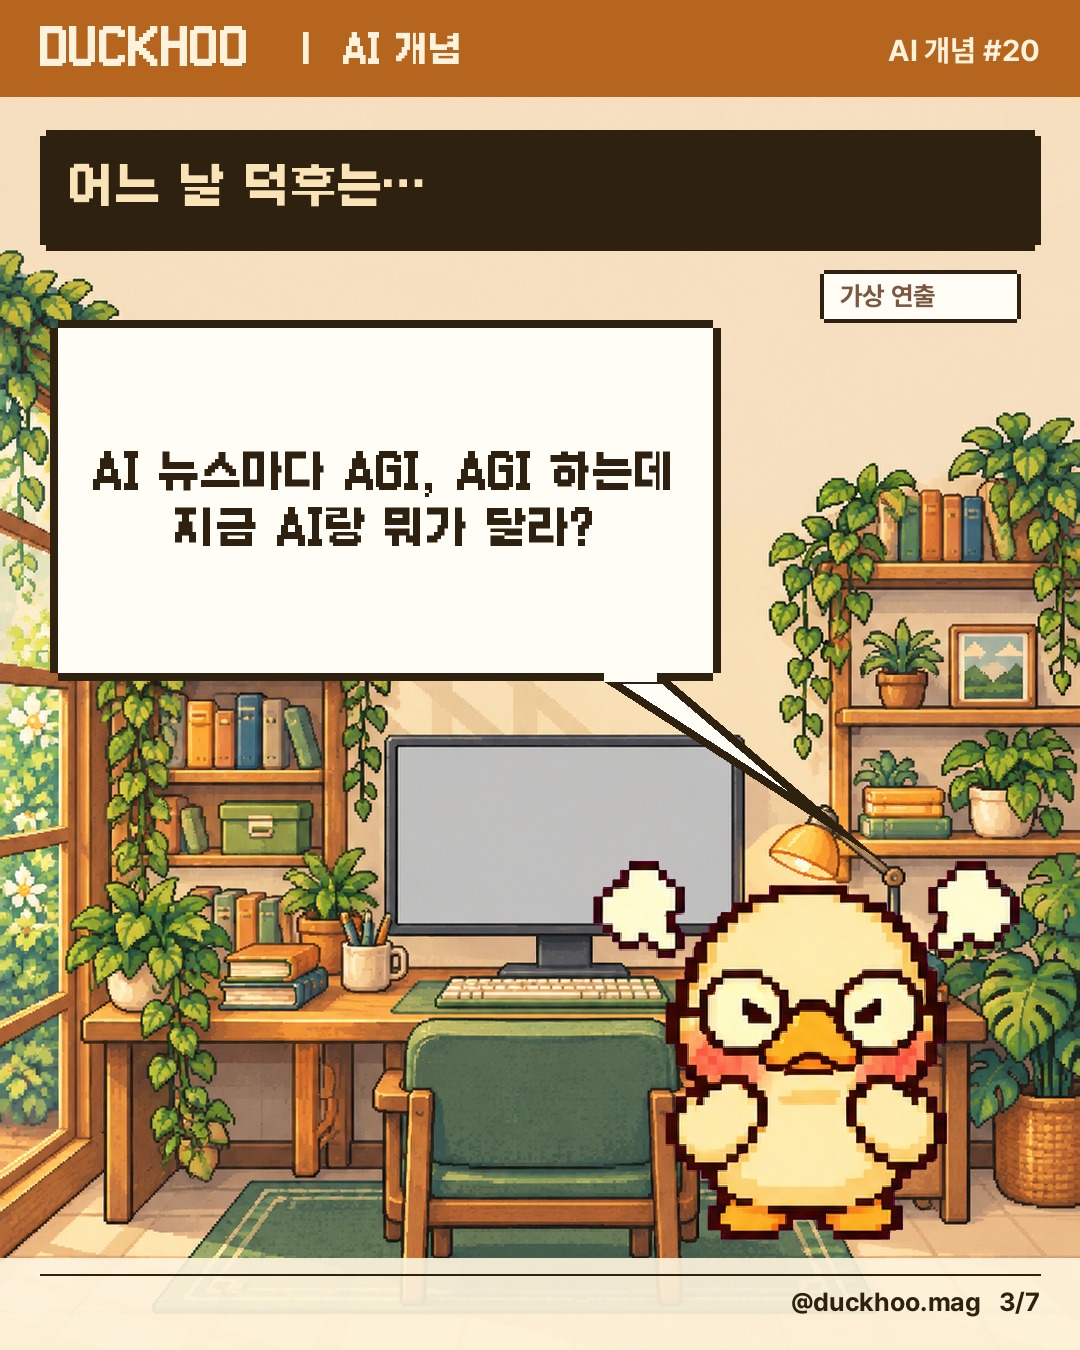 DUCKHOO | AI 개념
AI 개념 #20
어느 날 덕후는…
가상 연출
AI 뉴스마다 AGI, AGI 하는데
지금 AI랑 뭐가 달라?
@duckhoo.mag 3/7